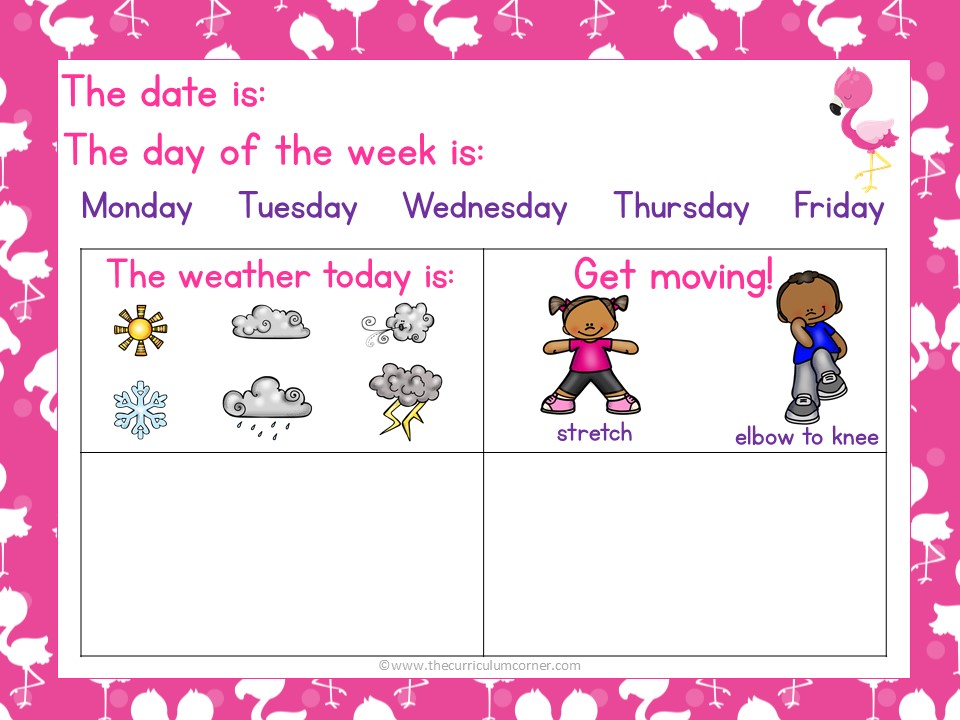 The date is:
The day of the week is:
Monday Tuesday Wednesday Thursday Friday
The weather today is:
Get moving!
stretch
elbow to knee
©www.thecurriculumcorner.com